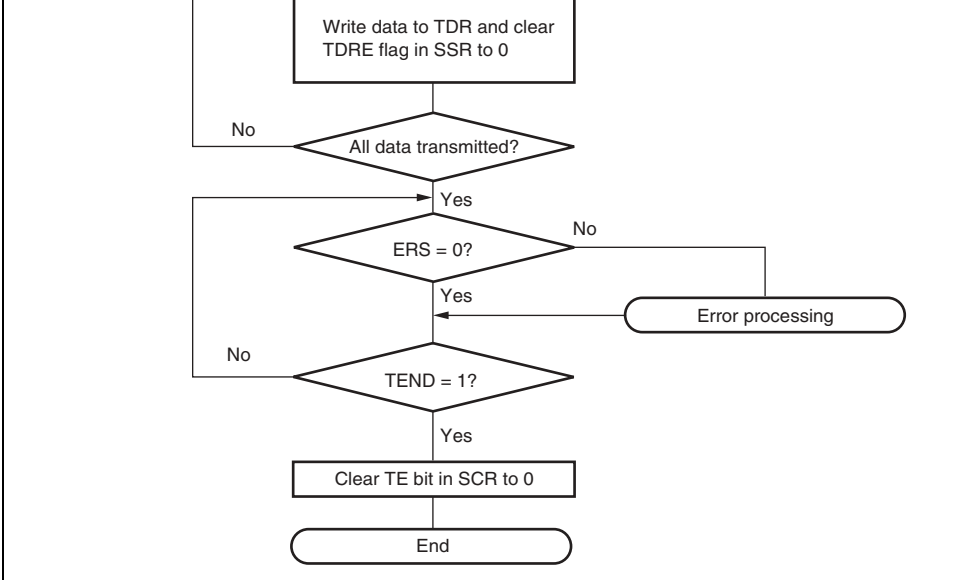 Write data to TDR and clear
TDRE flag in SSR to 0
No
All data transmitted?
Yes
No
ERS = 0?
Yes
Error processing
No
TEND = 1?
Yes
Clear TE bit in SCR to 0
End